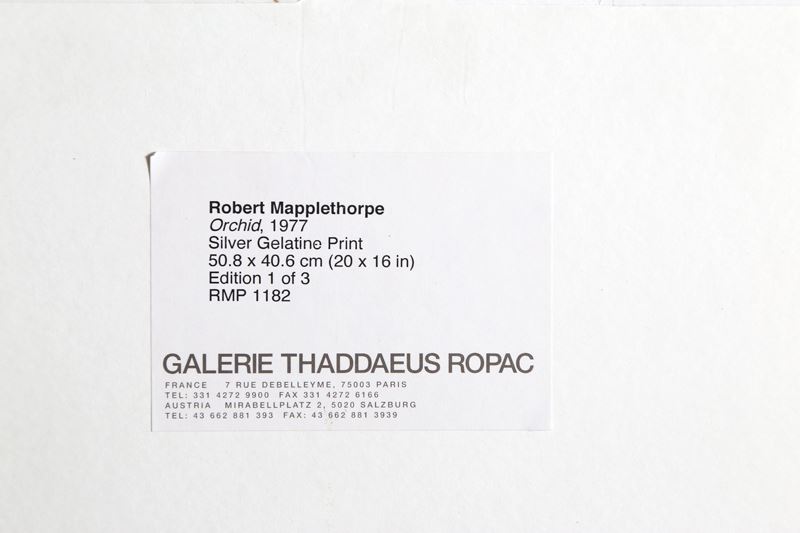 Robert Mapplethorpe
Orchid, 1977
Silver Gelatine Print
50.8 x 40.6 cm (20 x 16 in)
Edition 1 of 3
RMP 1182
GALERIE THADDAEUS ROPAC
FRANCE 7 RUE DEBELLEYME, 75003 PARIS
TEL: 331 4272 9900 FAX 331 4272 6166
AUSTRIA MIRABELLPLATZ 2, 5020 SALZBURG
TEL: 43 662 881 393 FAX: 43 662 881 3939